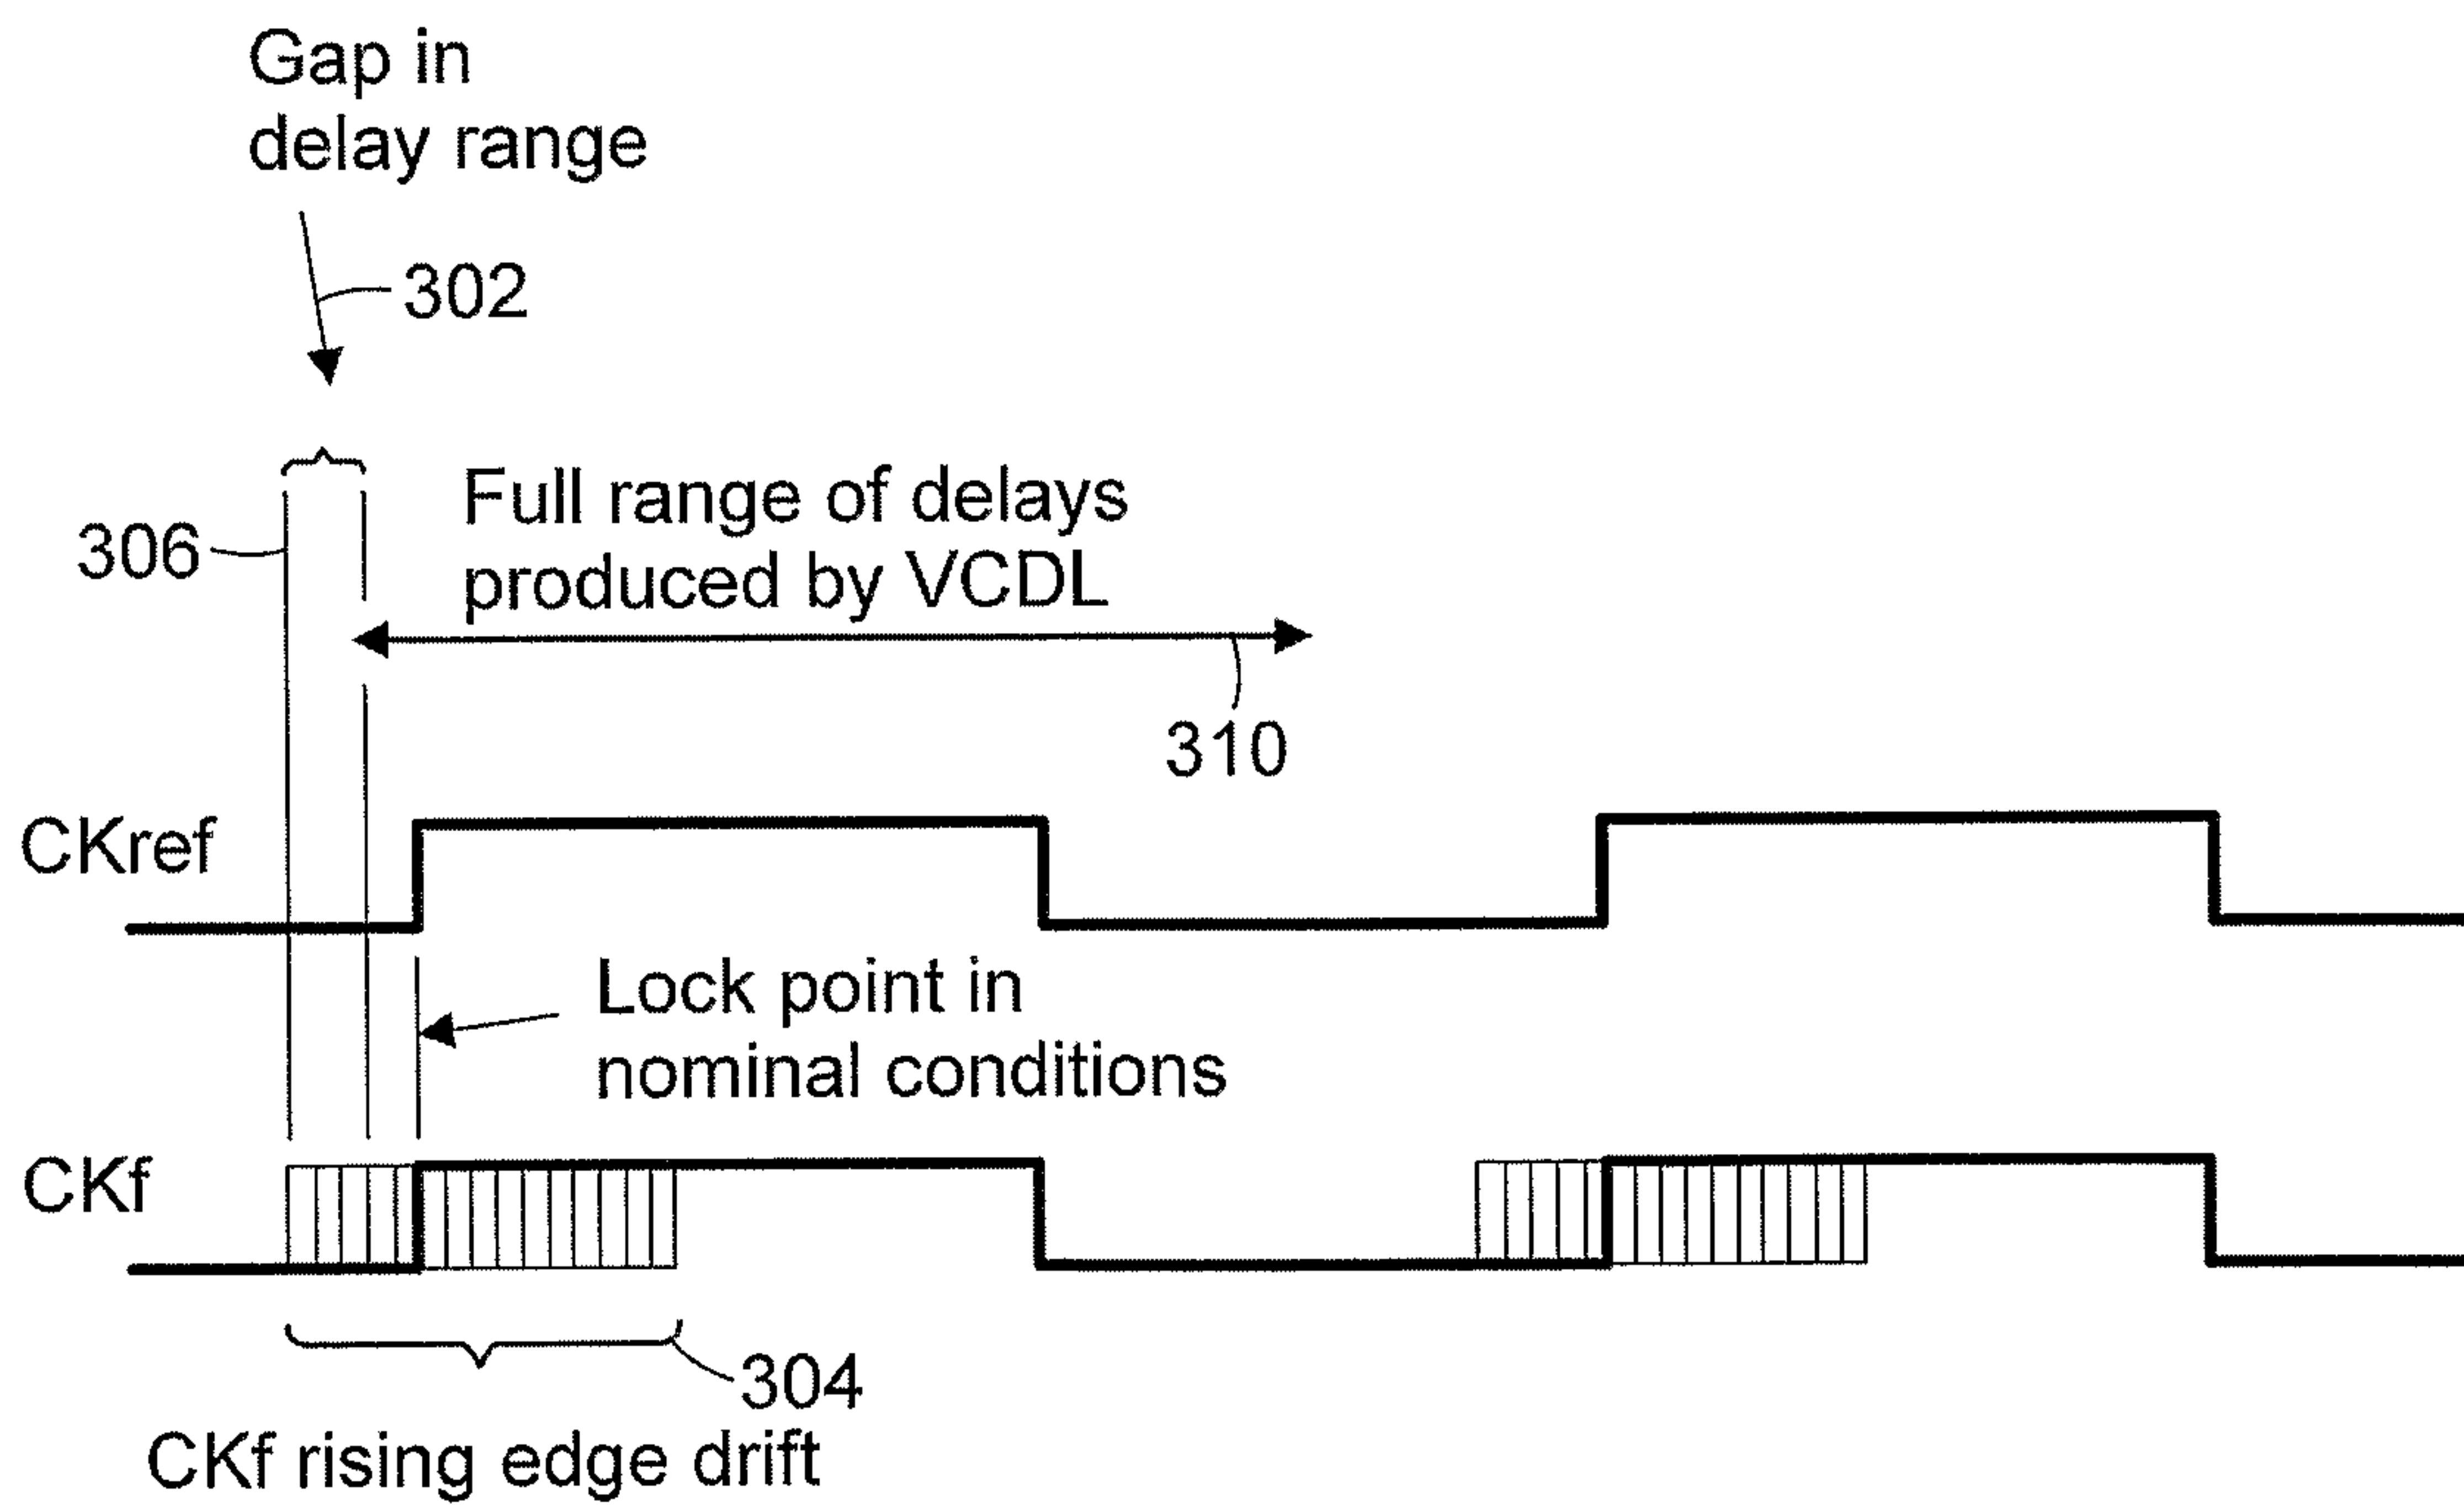 Gap in
delay range
302
306
Full range of delays
produced by VCDL
310
CKref
Lock point in
nominal conditions
CKf
304
CKf rising edge drift